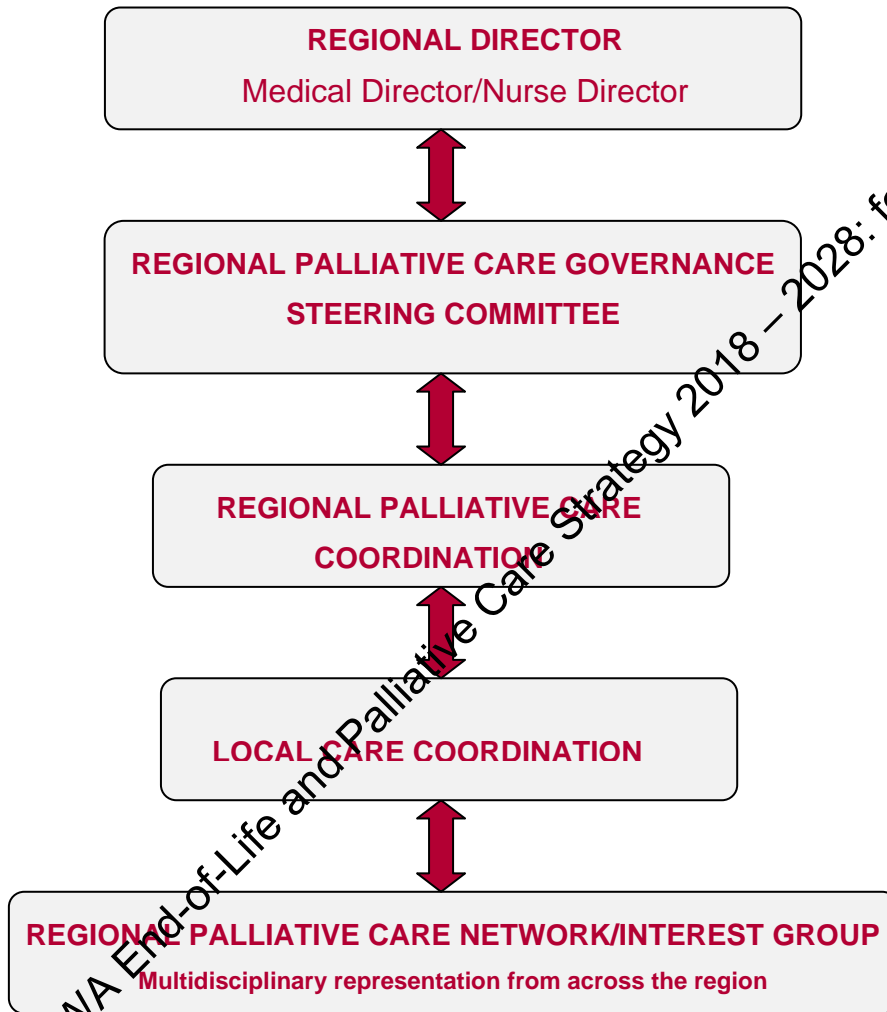 REGIONAL DIRECTOR
Medical Director/Nurse Director
REGIONAL PALLIATIVE CARE GOVERNANCE
STEERING COMMITTEE
REGIONAL PALLIATIVE CARE
COORDINATION
LOCAL CARE COORDINATION
REGIONAL PALLIATIVE CARE NETWORK/INTEREST GROUP
Multidisciplinary representation from across the region
WA End-of-Life and Palliative Care Strategy 2018 – 2028: